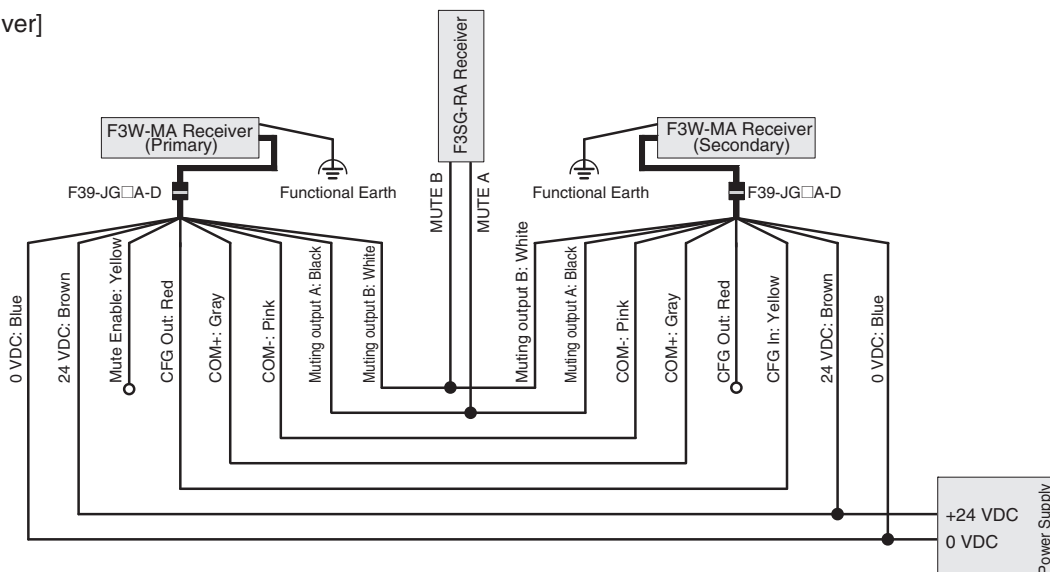 ver]
F3SG-RA Receiver
F3W-MA Receiver
(Primary)
F3W-MA Receiver
(Secondary)
F39-JG□A-D
Functional Earth
MUTE B
MUTE A
Functional Earth
F39-JG□A-D
0 VDC: Blue
24 VDC: Brown
Mute Enable: Yellow
CFG Out: Red
COM+: Gray
COM-: Pink
Muting output A: Black
Muting output B: White
Muting output B: White
Muting output A: Black
COM-: Pink
COM+: Gray
CFG Out: Red
CFG In: Yellow
24 VDC: Brown
0 VDC: Blue
+24 VDC
0 VDC
Power Supply